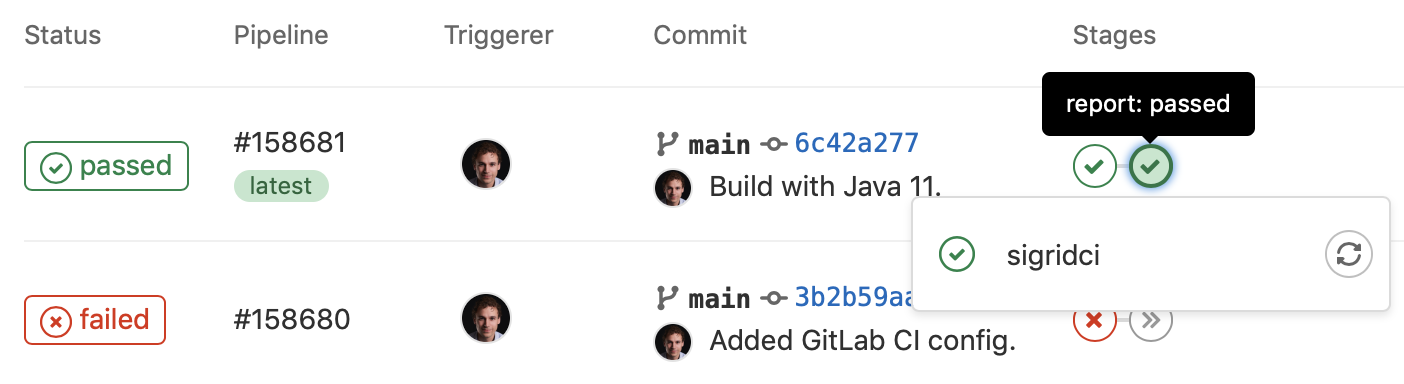 Status Pipeline Triggerer Commit Stages
report: passed
passed #158681 main 6c42a277
latest Build with Java 11.
sigridci
failed #158680 main 3b2b59aa
Added GitLab CI config.